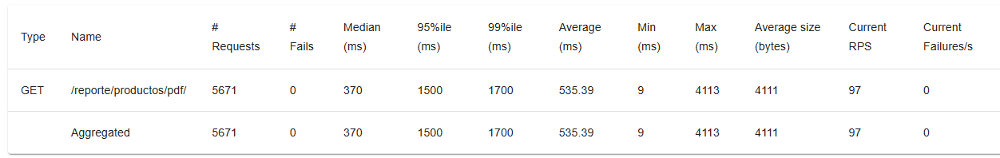 Type Name # Requests # Fails Median (ms) 95%ile (ms) 99%ile (ms) Average (ms) Min (ms) Max (ms) Average size (bytes) Current RPS Current Failures/s
GET /reporte/productos/pdf/ 5671 0 370 1500 1700 535.39 9 4113 4111 97 0
Aggregated 5671 0 370 1500 1700 535.39 9 4113 4111 97 0